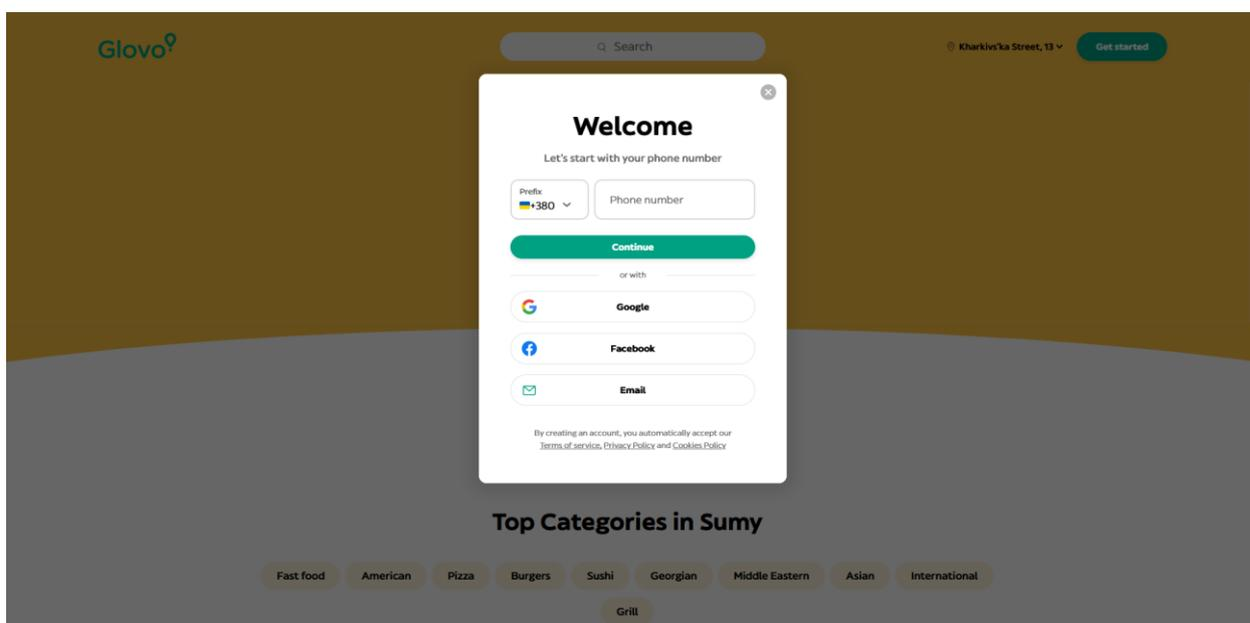 Glovo
Search
Kharkivs'ka Street, 13
Get started
Welcome
Let's start with your phone number
Prefix
+380
Phone number
Continue
or with
Google
Facebook
Email
By creating an account, you automatically accept our
Terms of service, Privacy Policy and Cookies Policy
Top Categories in Sumy
Fast food American Pizza Burgers Sushi Georgian Middle Eastern Asian International
Grill